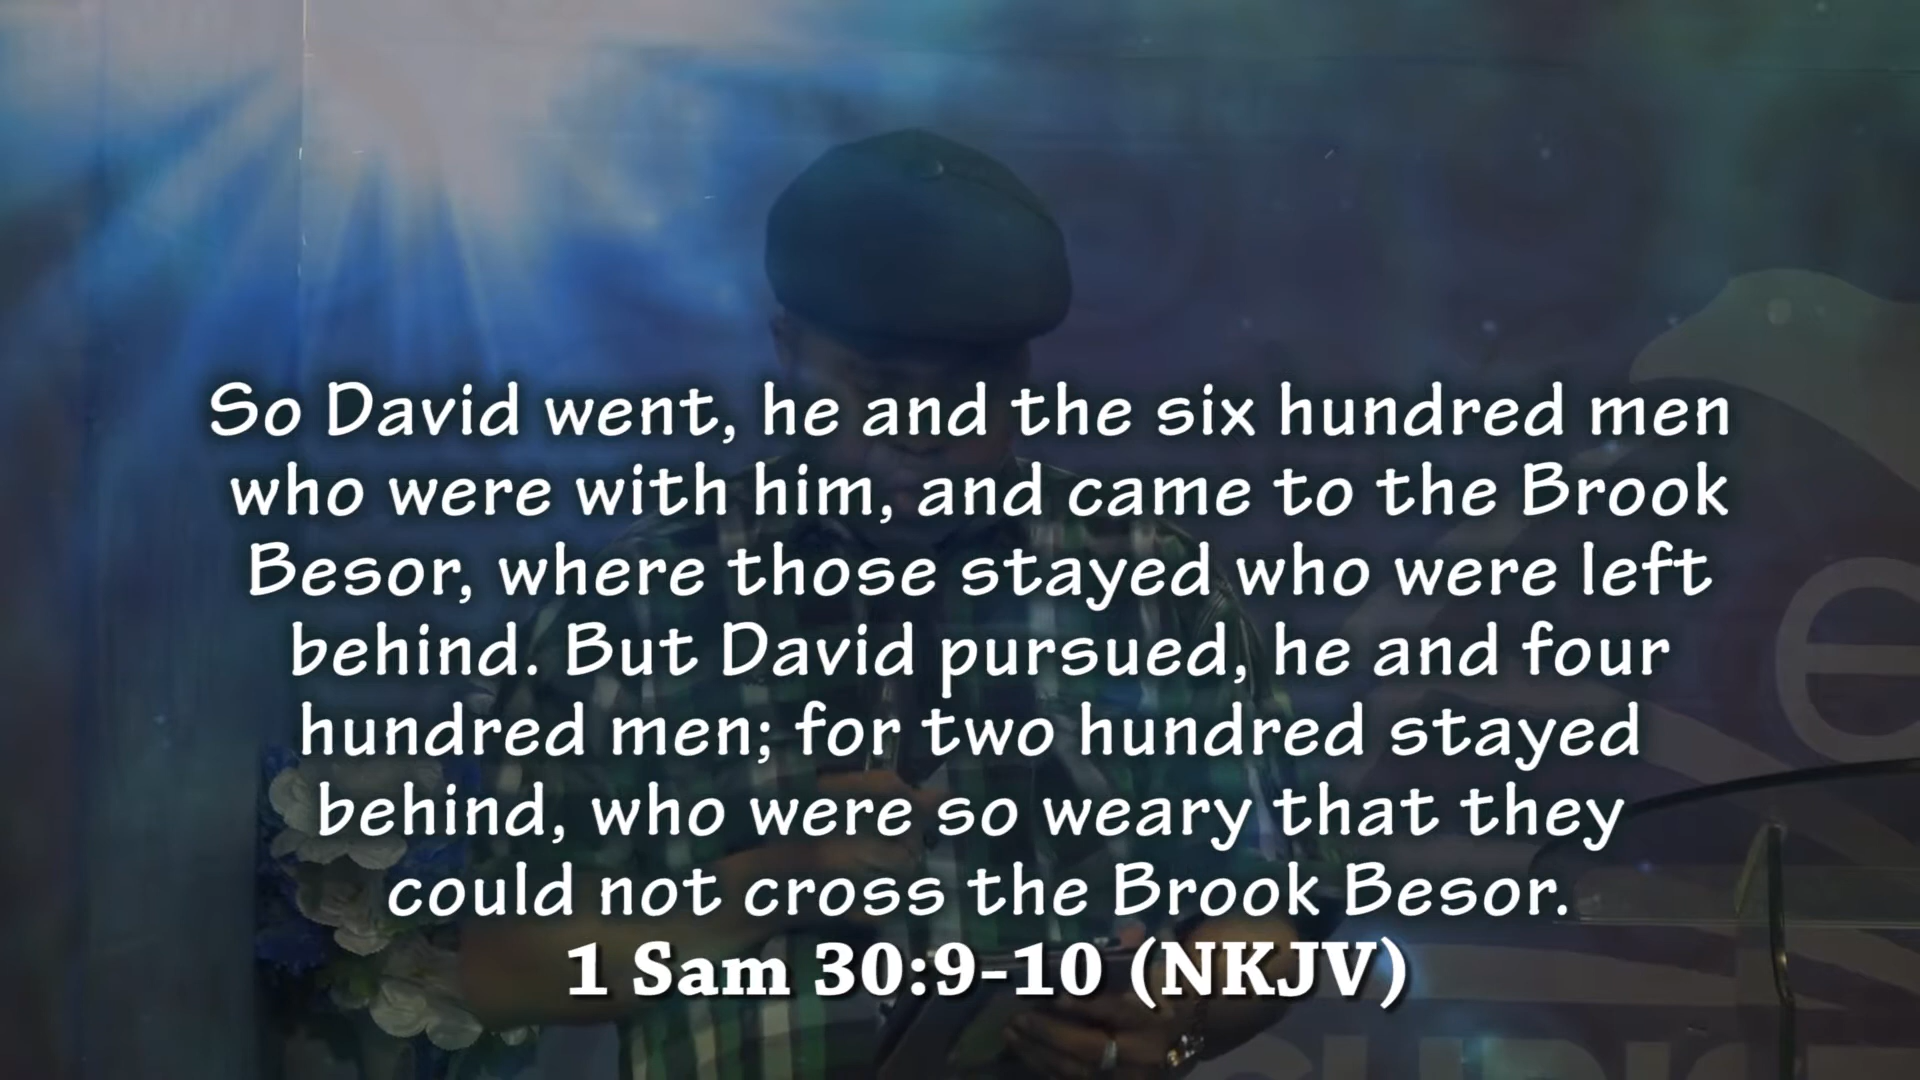 So David went, he and the six hundred men
who were with him, and came to the Brook
Besor, where those stayed who were left
behind. But David pursued, he and four
hundred men; for two hundred stayed
behind, who were so weary that they
could not cross the Brook Besor.
1 Sam 30:9-10 (NKJV)
e